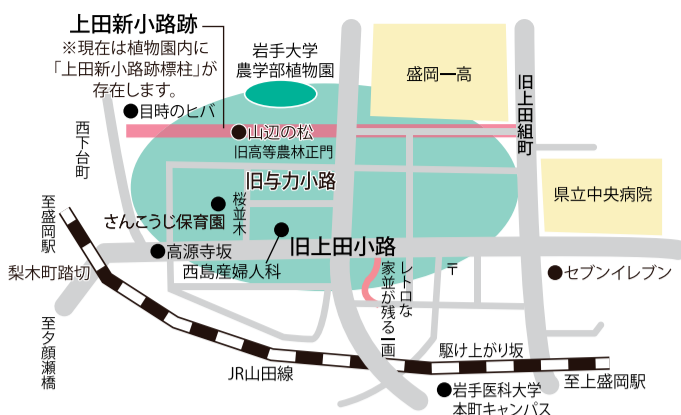 上田新小路跡
※現在は植物園内に
「上田新小路跡標柱」が
存在します。
岩手大学
農学部植物園
盛岡一高
旧上田組町
目時のヒバ
山辺の松
旧高等農林正門
西下台町
旧与力小路
県立中央病院
至盛岡駅
さんこうじ保育園
桜並木
旧上田小路
高源寺坂
西島産婦人科
梨木町踏切
レトロな
家並が残る一画
〒
セブンイレブン
至夕顔瀬橋
JR山田線
駆け上がり坂
至上盛岡駅
岩手医科大学
本町キャンパス